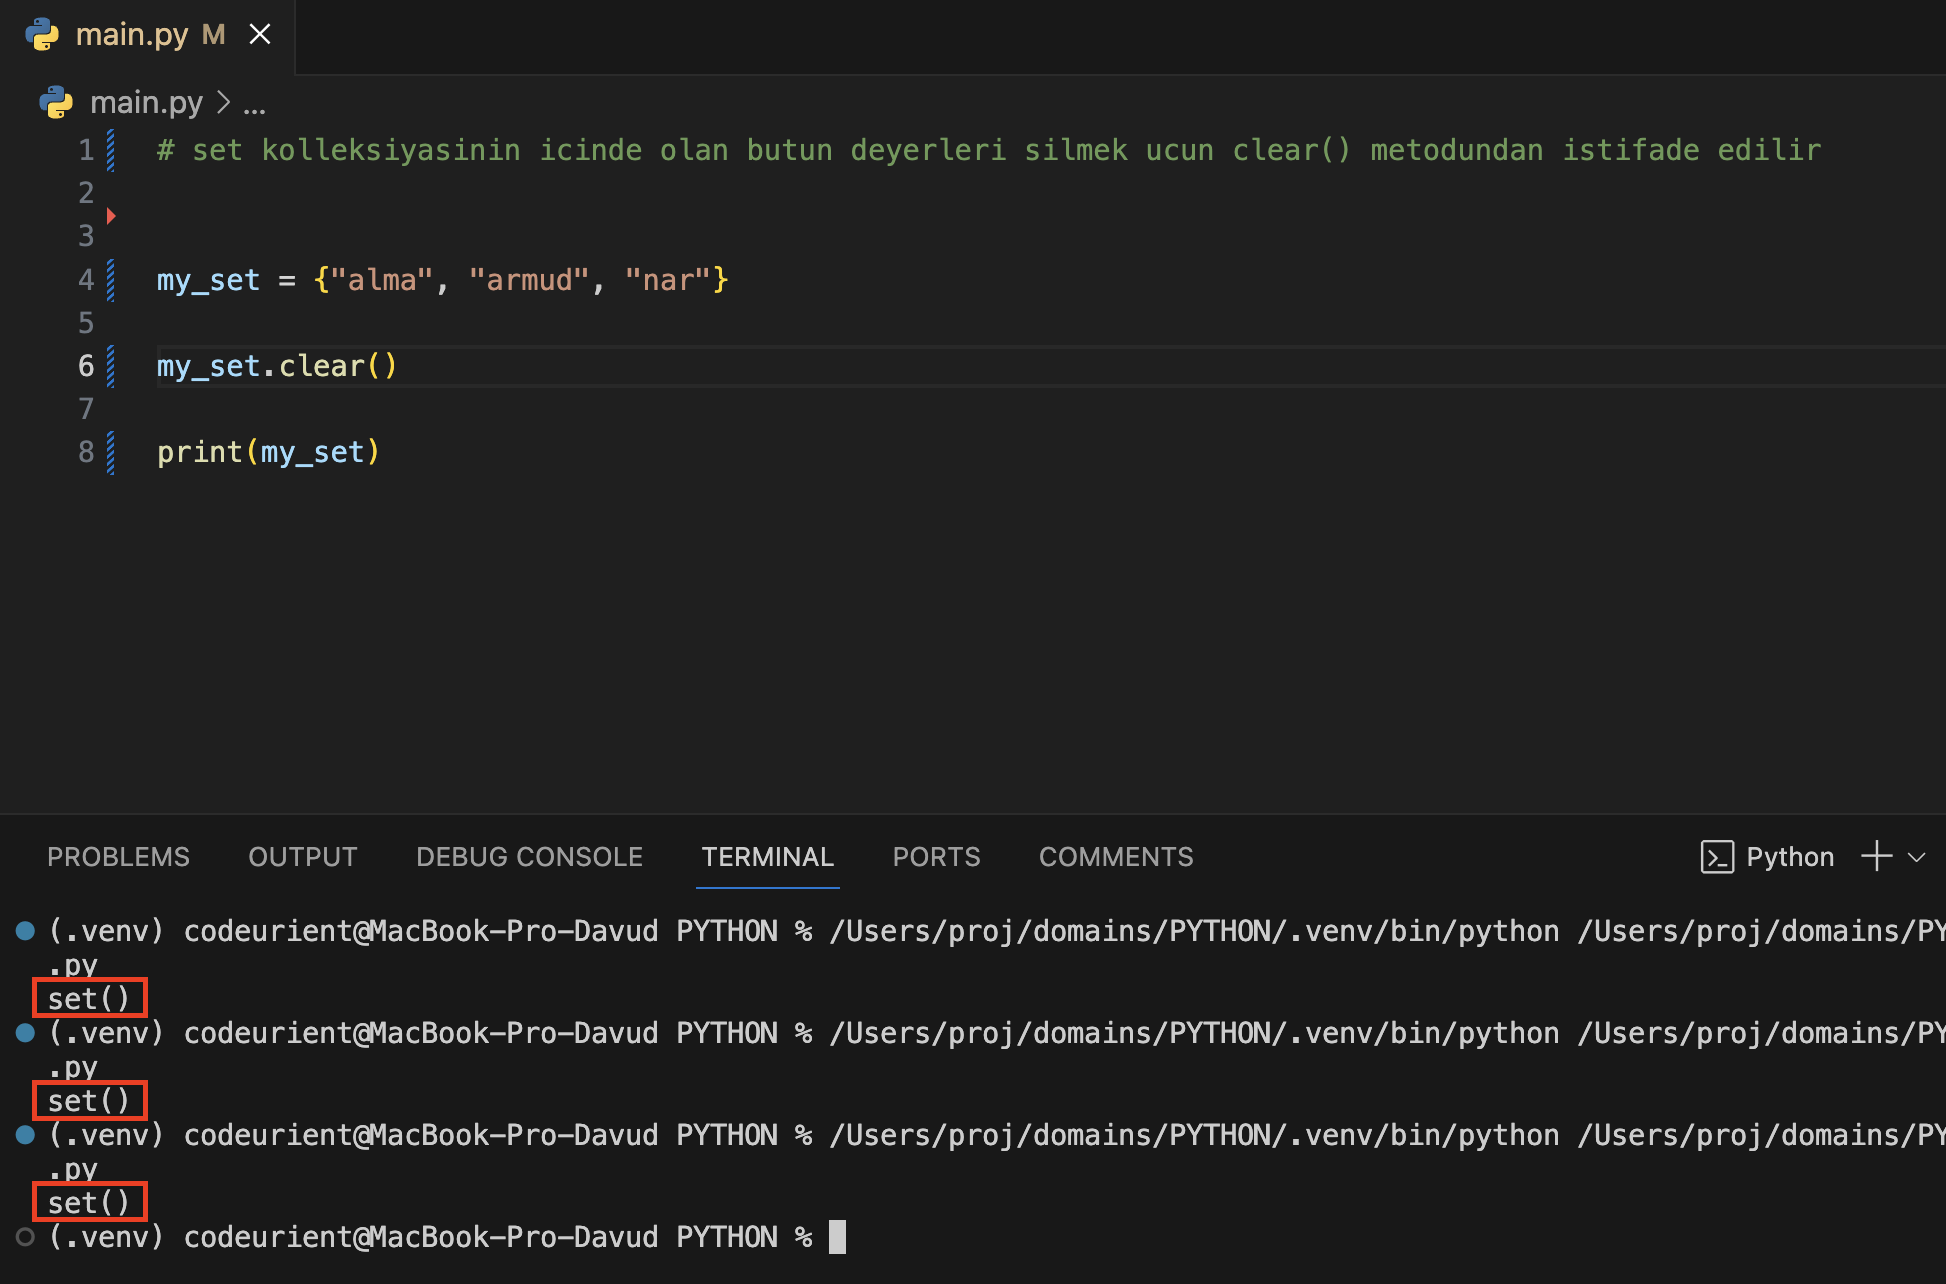 main.py M
main.py > ...
1 # set kolleksiyasinin icinde olan butun deyerleri silmek ucun clear() metodundan istifade edilir
2
3
4 my_set = {"alma", "armud", "nar"}
5
6 my_set.clear()
7
8 print(my_set)
PROBLEMS OUTPUT DEBUG CONSOLE TERMINAL PORTS COMMENTS Python
(.venv) codeurient@MacBook-Pro-Davud PYTHON % /Users/proj/domains/PYTHON/.venv/bin/python /Users/proj/domains/PY
.py
set()
(.venv) codeurient@MacBook-Pro-Davud PYTHON % /Users/proj/domains/PYTHON/.venv/bin/python /Users/proj/domains/PY
.py
set()
(.venv) codeurient@MacBook-Pro-Davud PYTHON % /Users/proj/domains/PYTHON/.venv/bin/python /Users/proj/domains/PY
.py
set()
(.venv) codeurient@MacBook-Pro-Davud PYTHON %